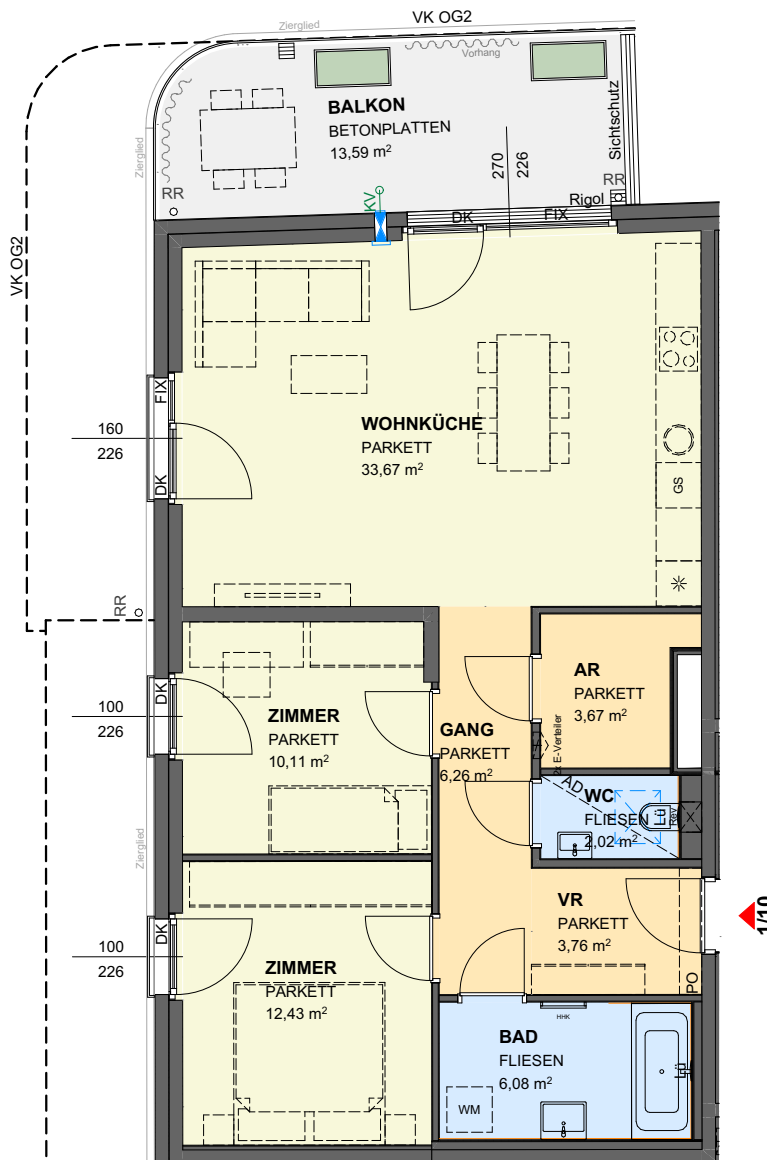 Zierglied
VK OG2
Vorhang
BALKON
BETONPLATTEN
13,59 m²
Sichtschutz
Zierglied
270
226
RR
RR
Rigol
KV
DK
FIX
VK OG2
FIX
160
226
DK
WOHNKÜCHE
PARKETT
33,67 m²
GS
RR
DK
100
226
ZIMMER
PARKETT
10,11 m²
GANG
PARKETT
6,26 m²
AR
PARKETT
3,67 m²
2x E-Verteiler
AD
WC
FLIESEN
2,02 m²
LÜ
Rev
Zierglied
DK
100
226
ZIMMER
PARKETT
12,43 m²
VR
PARKETT
3,76 m²
PO
1/10
HHK
BAD
FLIESEN
6,08 m²
LÜ
WM